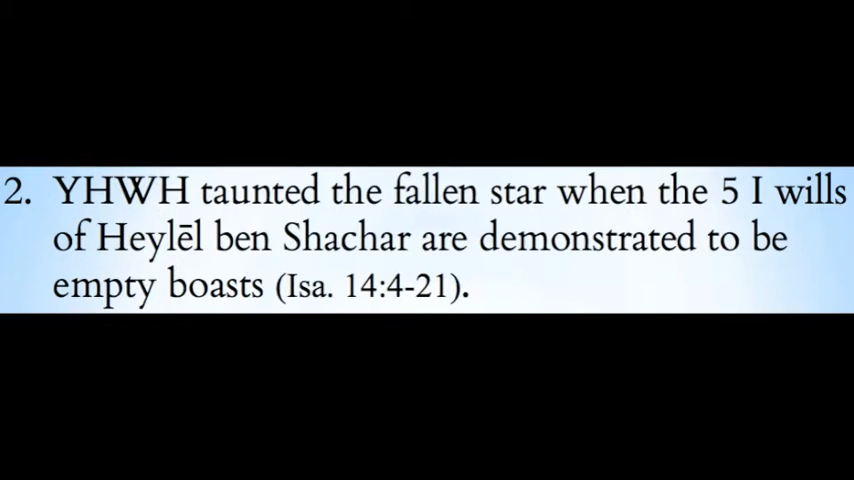 2. YHWH taunted the fallen star when the 5 I wills
of Heylēl ben Shachar are demonstrated to be
empty boasts (Isa. 14:4-21).